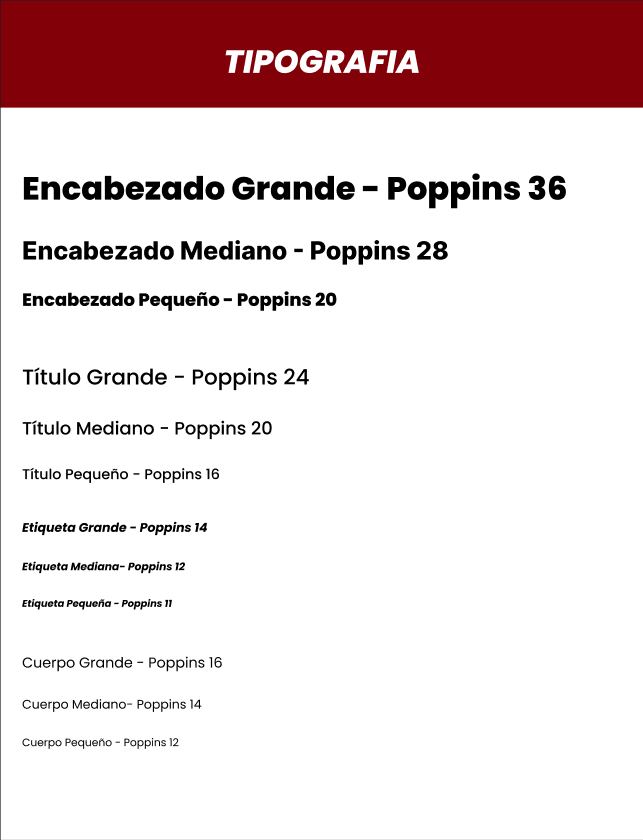 TIPOGRAFIA
Encabezado Grande - Poppins 36
Encabezado Mediano - Poppins 28
Encabezado Pequeño - Poppins 20
Título Grande - Poppins 24
Título Mediano - Poppins 20
Título Pequeño - Poppins 16
Etiqueta Grande - Poppins 14
Etiqueta Mediana- Poppins 12
Etiqueta Pequeña - Poppins 11
Cuerpo Grande - Poppins 16
Cuerpo Mediano- Poppins 14
Cuerpo Pequeño - Poppins 12